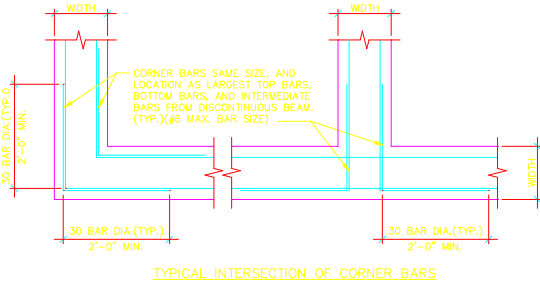 WIDTH
WIDTH
CORNER BARS SAME SIZE, AND
LOCATION AS LARGEST TOP BARS,
BOTTOM BARS, AND INTERMEDIATE
BARS FROM DISCONTINUOUS BEAM.
(TYP.)(#6 MAX. BAR SIZE)
30 BAR DIA.(TYP.)
2'-0" MIN.
WIDTH
30 BAR DIA.(TYP.)
2'-0" MIN.
30 BAR DIA.(TYP.)
2'-0" MIN.
TYPICAL INTERSECTION OF CORNER BARS